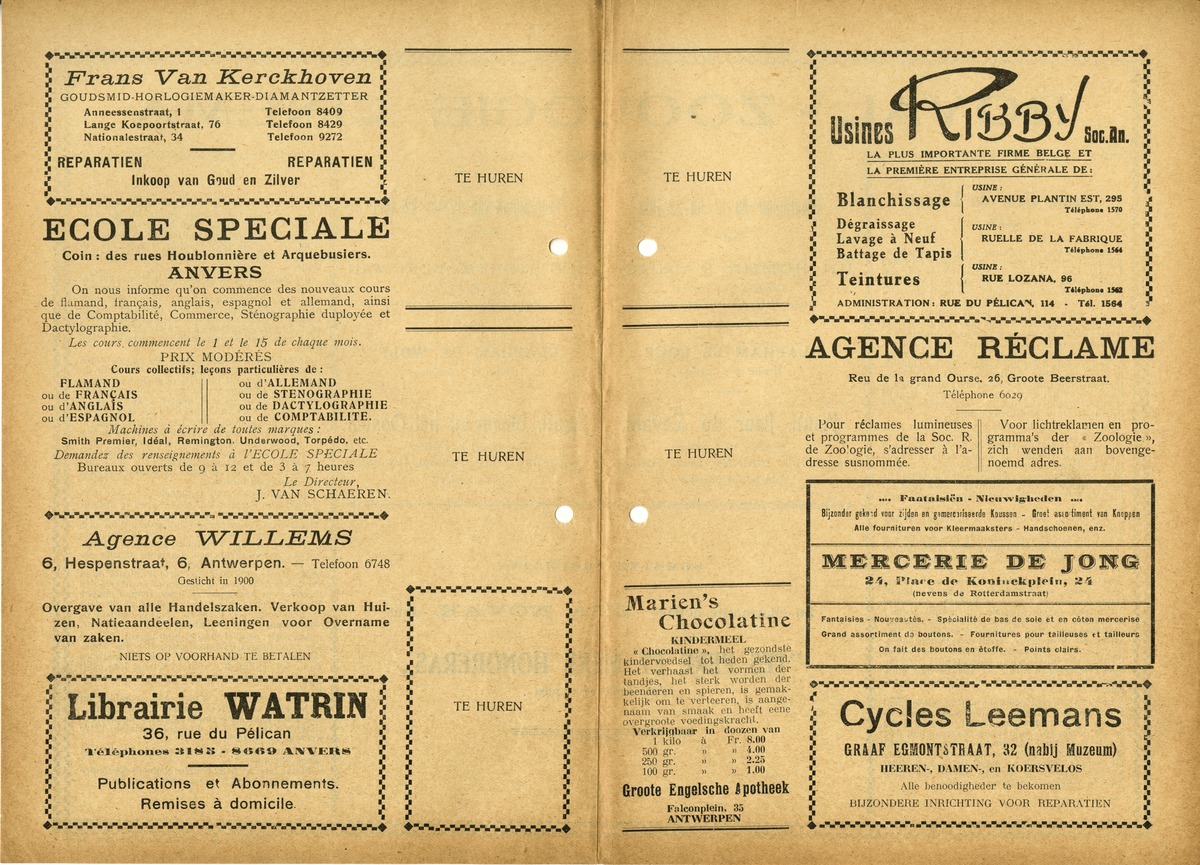 Frans Van Kerckhoven
GOUDSMID-HORLOGIEMAKER-DIAMANTZETTER
Anneessenstraat, 1 Telefoon 8409
Lange Koepoortstraat, 76 Telefoon 8429
Nationalestraat, 34 Telefoon 9272
REPARATIEN REPARATIEN
Inkoop van Goud en Zilver
ECOLE SPECIALE
Coin : des rues Houblonnière et Arquebusiers.
ANVERS
On nous informe qu'on commence des nouveaux cours
de flamand, français, anglais, espagnol et allemand, ainsi
que de Comptabilité, Commerce, Sténographie duployée et
Dactylographie.
Les cours commencent le 1 et le 15 de chaque mois.
PRIX MODÉRÉS
Cours collectifs; leçons particulières de :
FLAMAND ou d'ALLEMAND
ou de FRANÇAIS ou de STENOGRAPHIE
ou d'ANGLAIS ou de DACTYLOGRAPHIE
ou d'ESPAGNOL ou de COMPTABILITE.
Machines à écrire de toutes marques :
Smith Premier, Idéal, Remington, Underwood, Torpédo, etc.
Demandez des renseignements à l'ECOLE SPECIALE
Bureaux ouverts de 9 à 12 et de 3 à 7 heures
Le Directeur,
J. VAN SCHAEREN.
Agence WILLEMS
6, Hespenstraat, 6, Antwerpen. — Telefoon 6748
Gesticht in 1900
Overgave van alle Handelszaken. Verkoop van Hui-
zen, Natieaandeelen, Leeningen voor Overname
van zaken.
NIETS OP VOORHAND TE BETALEN
Librairie WATRIN
36, rue du Pélican
Téléphones 3183 - 8669 ANVERS
Publications et Abonnements.
Remises à domicile.
TE HUREN
TE HUREN
TE HUREN
TE HUREN
TE HUREN
Marien's
Chocolatine
KINDERMEEL
« Chocolatine », het gezondste
kindervoedsel tot heden gekend.
Het verhaast het vormen der
tandjes, het sterk worden der
beenderen en spieren, is gemak-
kelijk om te verteeren, is aange-
naam van smaak en heeft eene
overgroote voedingskracht.
Verkrijgbaar in doozen van
1 kilo à Fr. 8.00
500 gr. » » 4.00
250 gr. » » 2.25
100 gr. » » 1.00
Groote Engelsche Apotheek
Falconplein, 35
ANTWERPEN
Usines RIBBY Soc. An.
LA PLUS IMPORTANTE FIRME BELGE ET
LA PREMIÈRE ENTREPRISE GÉNÉRALE DE :
Blanchissage USINE : AVENUE PLANTIN EST, 295
Téléphone 1570
Dégraissage
Lavage à Neuf
Battage de Tapis
USINE :
RUELLE DE LA FABRIQUE
Téléphone 1564
Teintures USINE : RUE LOZANA, 96
Téléphone 1562
ADMINISTRATION : RUE DU PÉLICAN, 114 - Tél. 1564
AGENCE RÉCLAME
Reu de la grand Ourse, 26, Groote Beerstraat.
Téléphone 6029
Pour réclames lumineuses
et programmes de la Soc. R.
de Zoologie, s'adresser à l'a-
dresse susnommée.
Voor lichtreklamen en pro-
gramma's der « Zoologie »,
zich wenden aan bovenge-
noemd adres.
.... Fantaisiën - Nieuwigheden ....
Bijzonder gekend voor zijden en gemerceriseerde Kousen - Groot assortiment van Knoppen
Alle fournituren voor Kleermaaksters - Handschoenen, enz.
MERCERIE DE JONG
24, Place de Koninckplein, 24
(nevens de Rotterdamstraat)
Fantaisies - Nouveautés. - Spécialité de bas de soie et en côton mercerisé
Grand assortiment de boutons. - Fournitures pour tailleuses et tailleurs
On fait des boutons en étoffe. - Points clairs.
Cycles Leemans
GRAAF EGMONTSTRAAT, 32 (nabij Muzeum)
HEEREN-, DAMEN-, en KOERSVELOS
Alle benoodigheder te bekomen
BIJZONDERE INRICHTING VOOR REPARATIEN